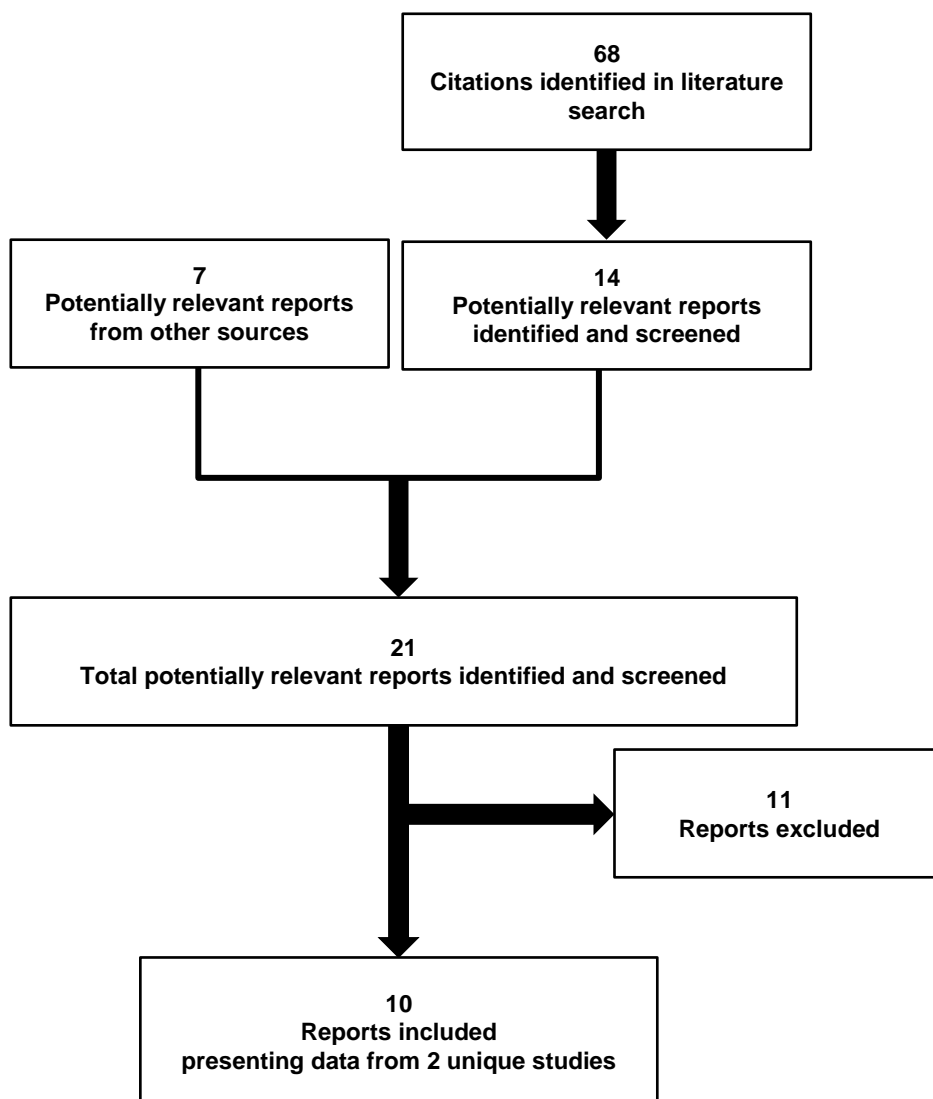 68
Citations identified in literature
search
7
Potentially relevant reports
from other sources
14
Potentially relevant reports
identified and screened
21
Total potentially relevant reports identified and screened
11
Reports excluded
10
Reports included
presenting data from 2 unique studies